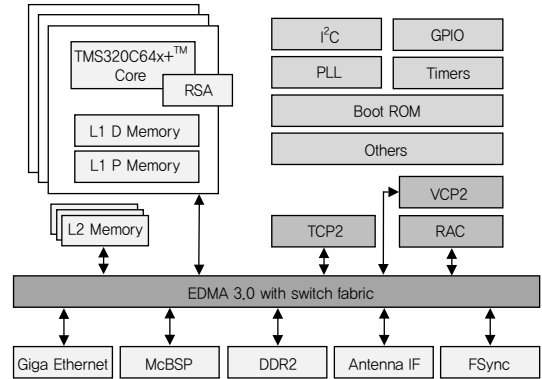 TMS320C64x+™
Core
RSA
L1 D Memory
L1 P Memory
L2 Memory
I²C
GPIO
PLL
Timers
Boot ROM
Others
VCP2
TCP2
RAC
EDMA 3.0 with switch fabric
Giga Ethernet
McBSP
DDR2
Antenna IF
FSync